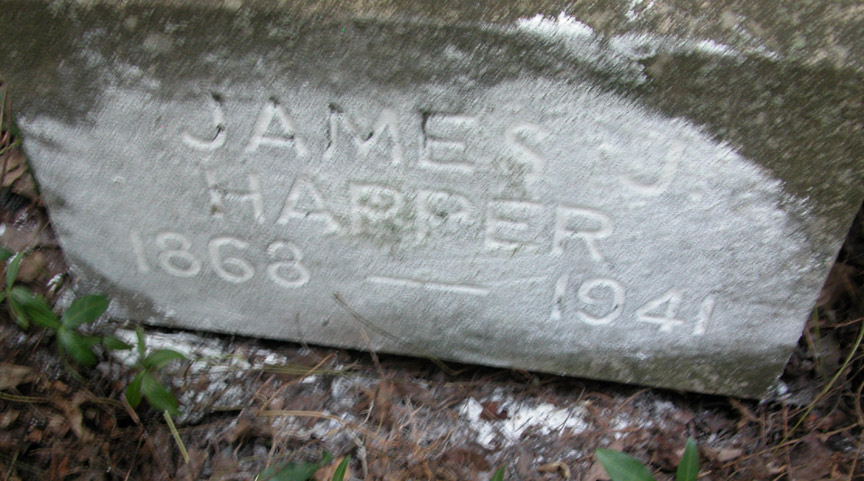 JAMES J.
HARPER
1868 — 1941